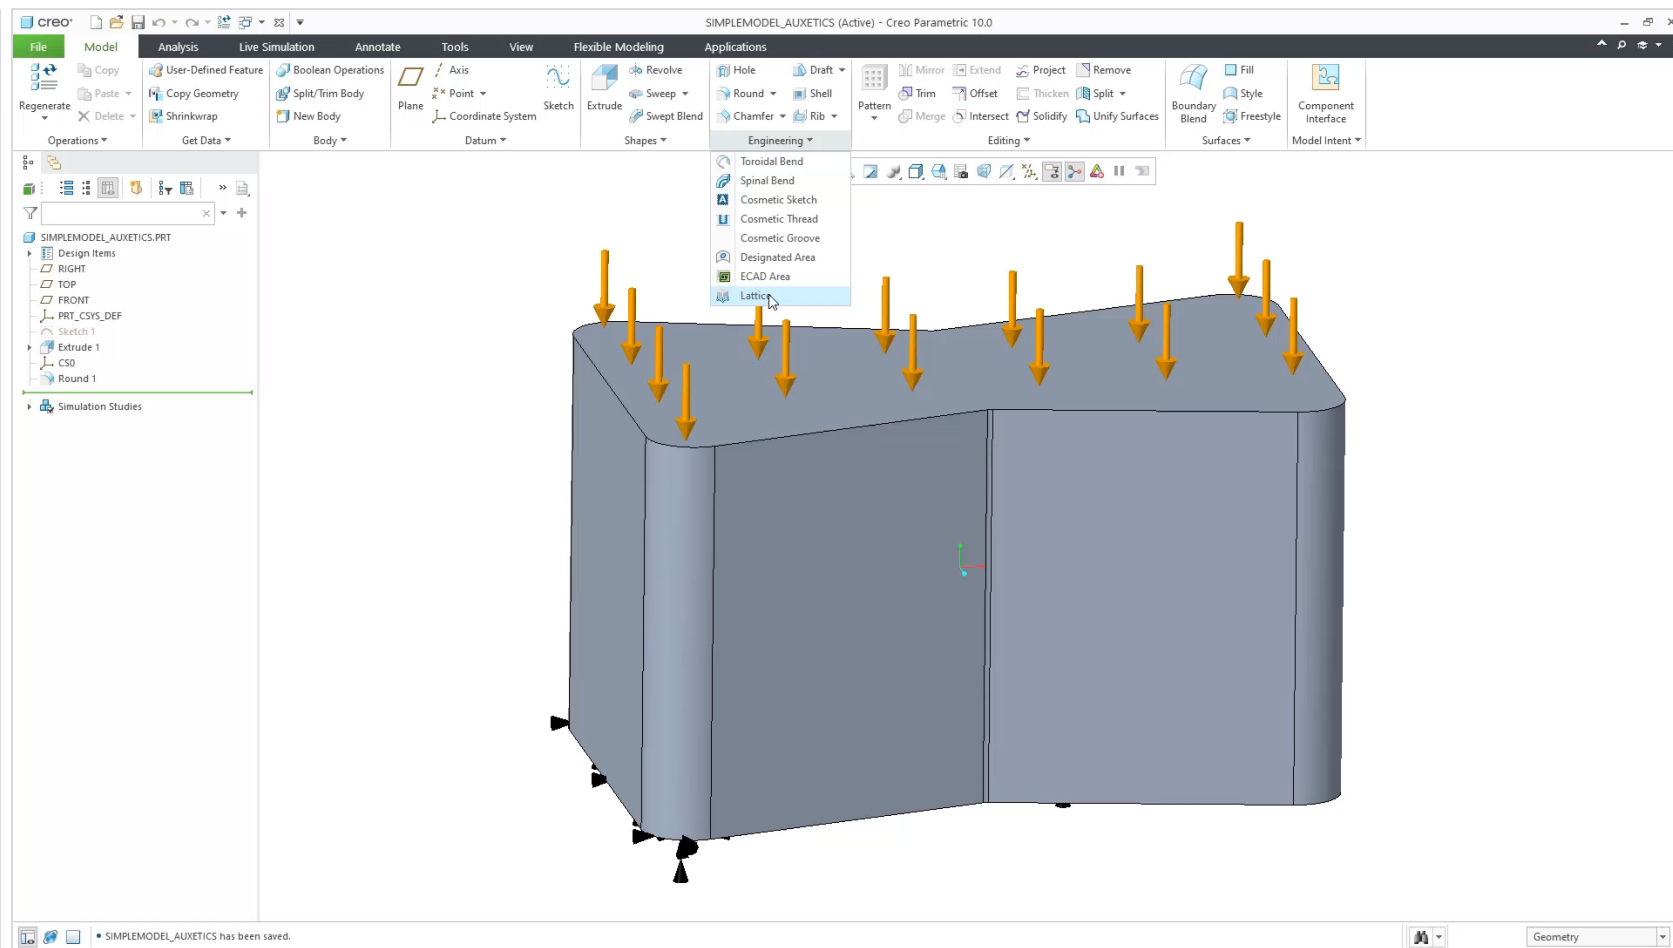 creo
SIMPLEMODEL_AUXETICS (Active) - Creo Parametric 10.0
File Model Analysis Live Simulation Annotate Tools View Flexible Modeling Applications
Regenerate
Copy
Paste
Delete
Operations
User-Defined Feature
Copy Geometry
Shrinkwrap
Get Data
Boolean Operations
Split/Trim Body
New Body
Body
Plane
Axis
Point
Coordinate System
Sketch
Datum
Extrude
Revolve
Sweep
Swept Blend
Shapes
Hole
Round
Chamfer
Draft
Shell
Rib
Engineering
Pattern
Mirror
Trim
Merge
Extend
Offset
Intersect
Project
Thicken
Solidify
Remove
Split
Unify Surfaces
Editing
Boundary
Blend
Fill
Style
Freestyle
Surfaces
Component
Interface
Model Intent
Toroidal Bend
Spinal Bend
Cosmetic Sketch
Cosmetic Thread
Cosmetic Groove
Designated Area
ECAD Area
Lattice
SIMPLEMODEL_AUXETICS.PRT
Design Items
RIGHT
TOP
FRONT
PRT_CSYS_DEF
Sketch 1
Extrude 1
CS0
Round 1
Simulation Studies
• SIMPLEMODEL_AUXETICS has been saved.
Geometry